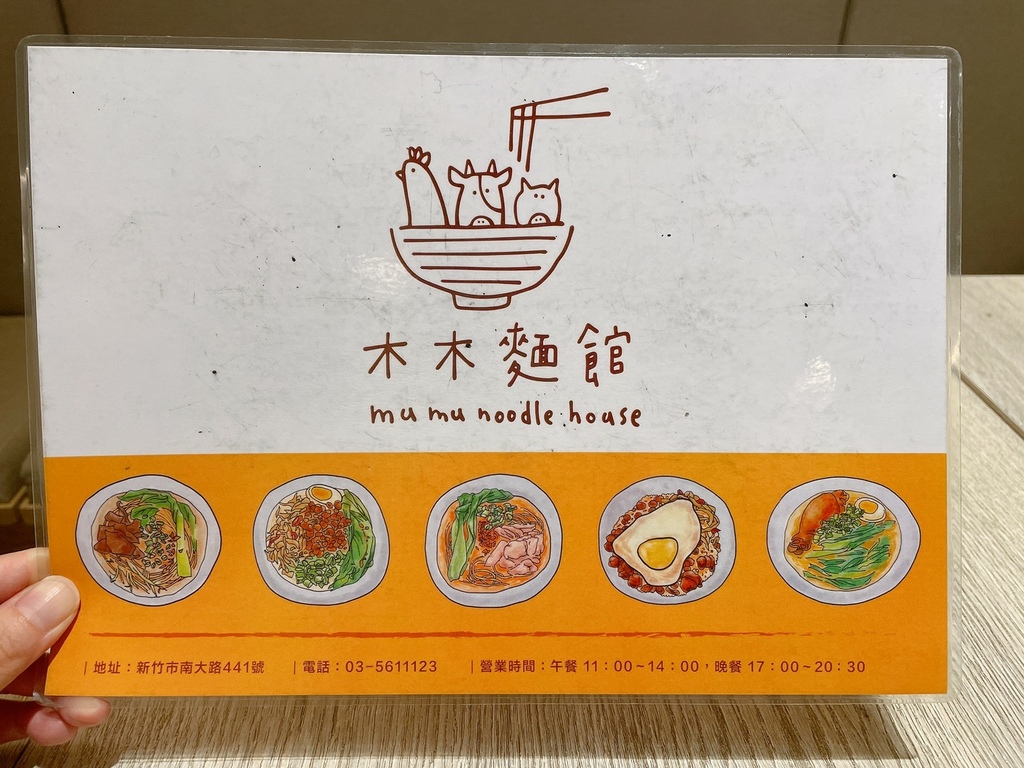 木木麵館
mu mu noodle house
|地址:新竹市南大路441號 |電話:03-5611123 |營業時間:午餐 11:00~14:00,晚餐 17:00~20:30